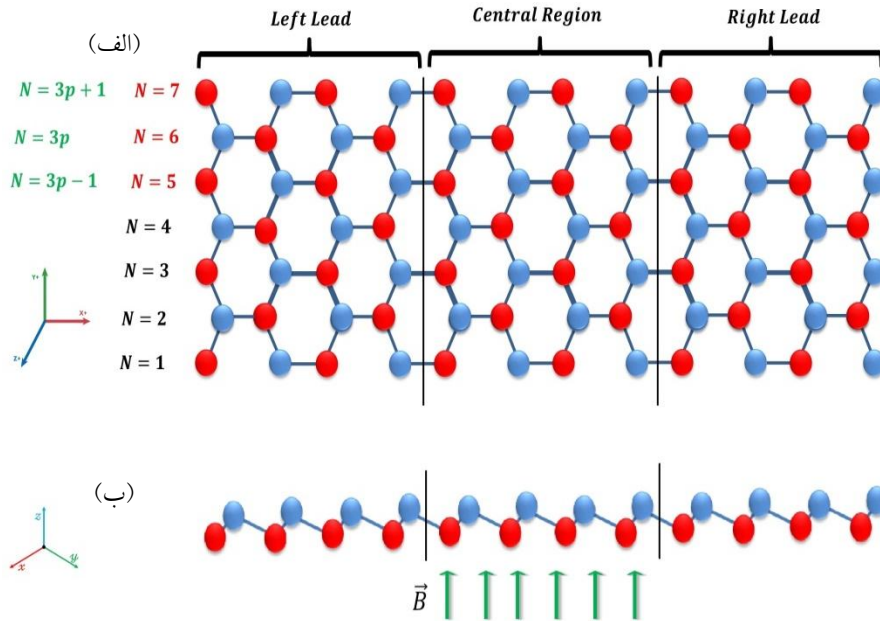 Left Lead
Central Region
Right Lead
(الف)
N = 3p + 1
N = 7
N = 3p
N = 6
N = 3p − 1
N = 5
N = 4
N = 3
N = 2
N = 1
Y+
X+
Z+
(ب)
z
x
y
B⃗